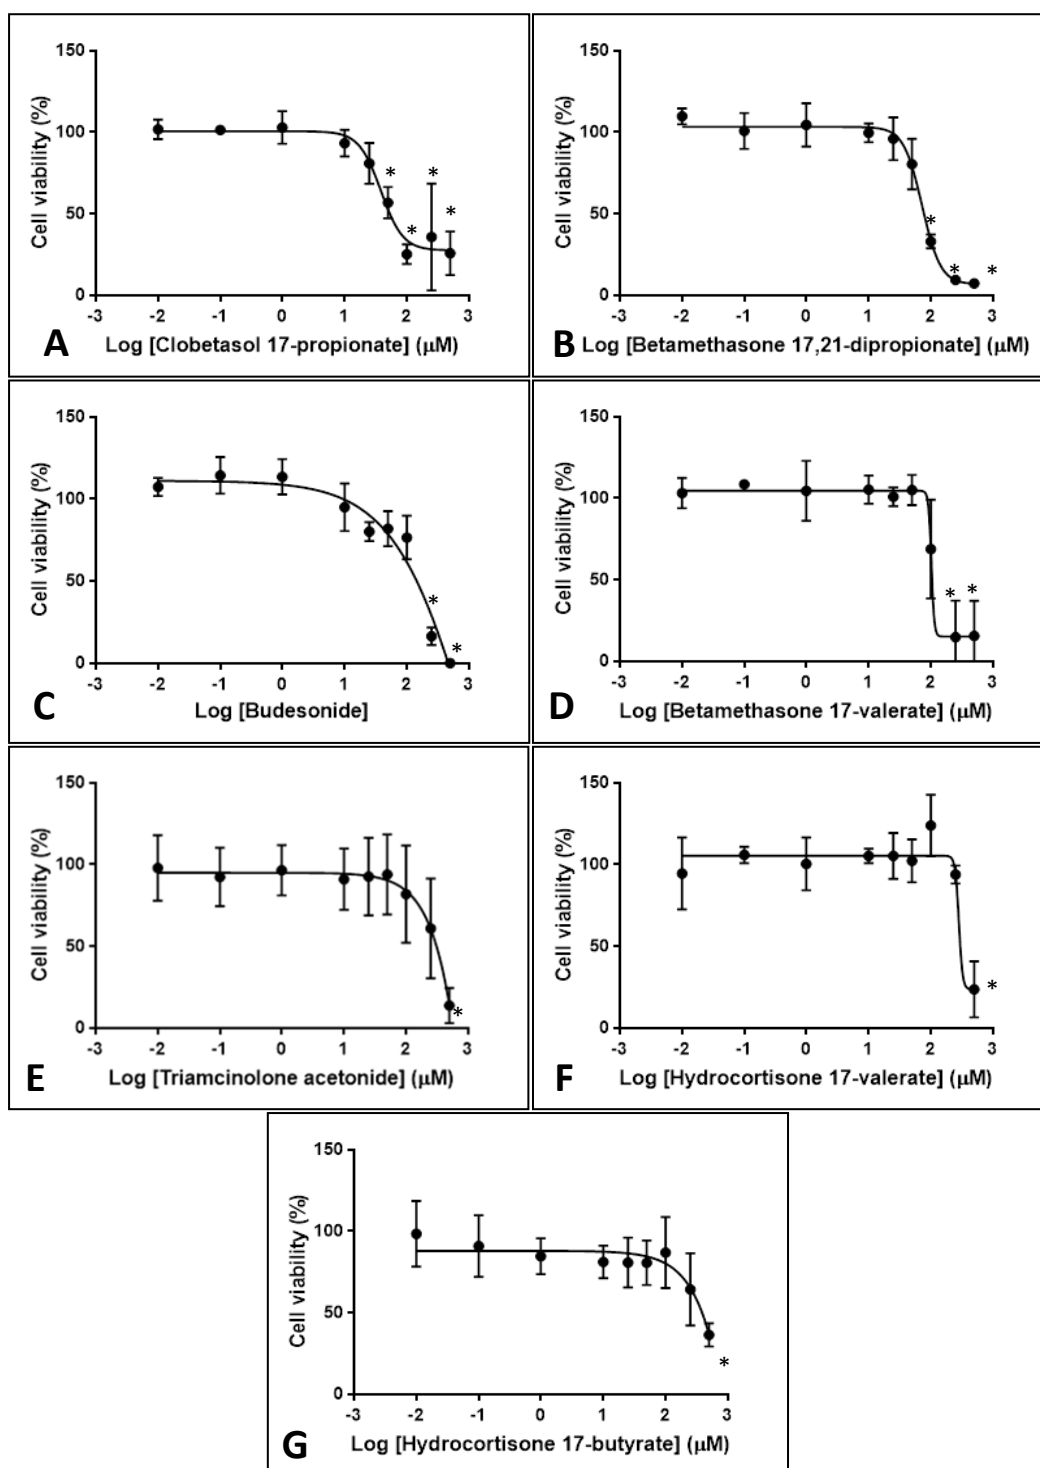 150
100
50
0
Cell viability (%)
*
*
*
*
-3 -2 -1 0 1 2 3
A
Log [Clobetasol 17-propionate] (μM)
150
100
50
0
Cell viability (%)
*
*
*
-3 -2 -1 0 1 2 3
B
Log [Betamethasone 17,21-dipropionate] (μM)
150
100
50
0
Cell viability (%)
*
*
-3 -2 -1 0 1 2 3
C
Log [Budesonide]
150
100
50
0
Cell viability (%)
*
*
-3 -2 -1 0 1 2 3
D
Log [Betamethasone 17-valerate] (μM)
150
100
50
0
Cell viability (%)
*
-3 -2 -1 0 1 2 3
E
Log [Triamcinolone acetonide] (μM)
150
100
50
0
Cell viability (%)
*
-3 -2 -1 0 1 2 3
F
Log [Hydrocortisone 17-valerate] (μM)
150
100
50
0
Cell viability (%)
*
-3 -2 -1 0 1 2 3
G
Log [Hydrocortisone 17-butyrate] (μM)